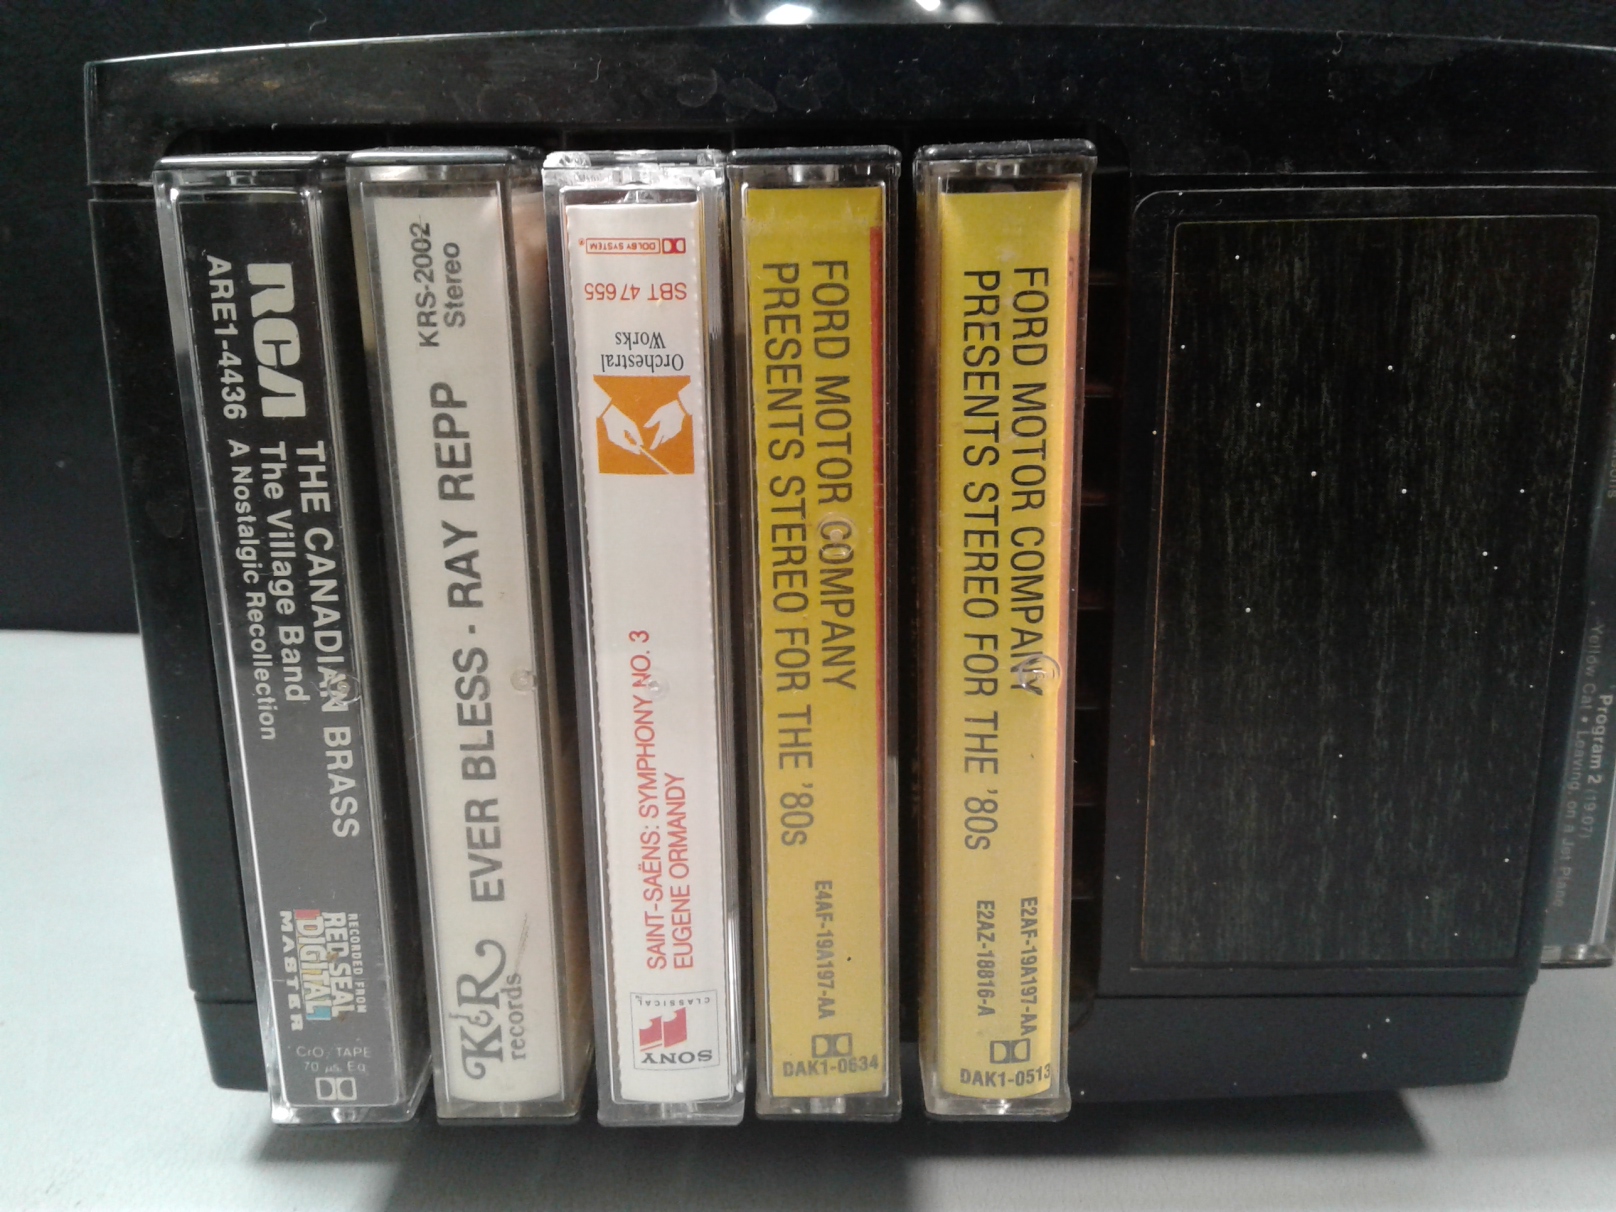 RCA
ARE1-4436
THE CANADIAN BRASS
The Village Band
A Nostalgic Recollection
RECORDED FROM
RED SEAL
DIGITAL
MASTER
CrO₂ TAPE
70 µs Eq
KRS-2002
Stereo
EVER BLESS - RAY REPP
K&R
records
DOLBY SYSTEM
SBT 47655
Orchestral
Works
SAINT-SAËNS: SYMPHONY NO. 3
EUGENE ORMANDY
SONY
CLASSICAL
FORD MOTOR COMPANY
PRESENTS STEREO FOR THE '80s
E4AF-19A197-AA
DAK1-0634
FORD MOTOR COMPANY
PRESENTS STEREO FOR THE '80s
E2AF-19A197-AA
E2AZ-18816-A
DAK1-0513
Program 2 (19:07)
Yellow Cat • Leaving on a Jet Plane